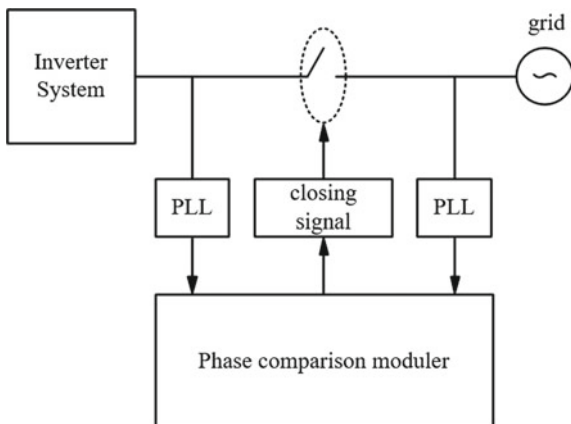 grid
Inverter
System
PLL
closing
signal
PLL
Phase comparison moduler